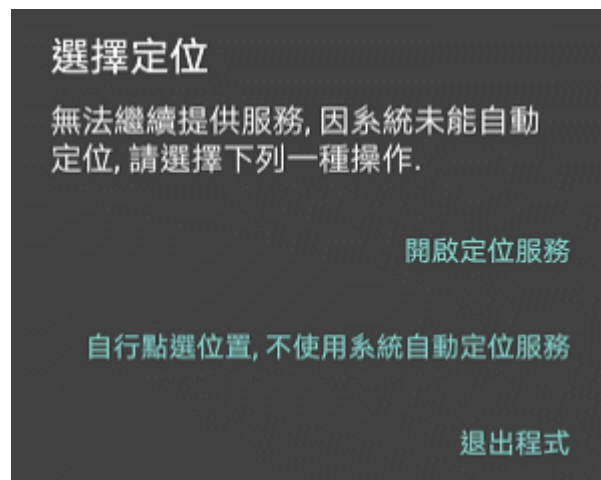 選擇定位
無法繼續提供服務, 因系統未能自動
定位, 請選擇下列一種操作.
開啟定位服務
自行點選位置, 不使用系統自動定位服務
退出程式